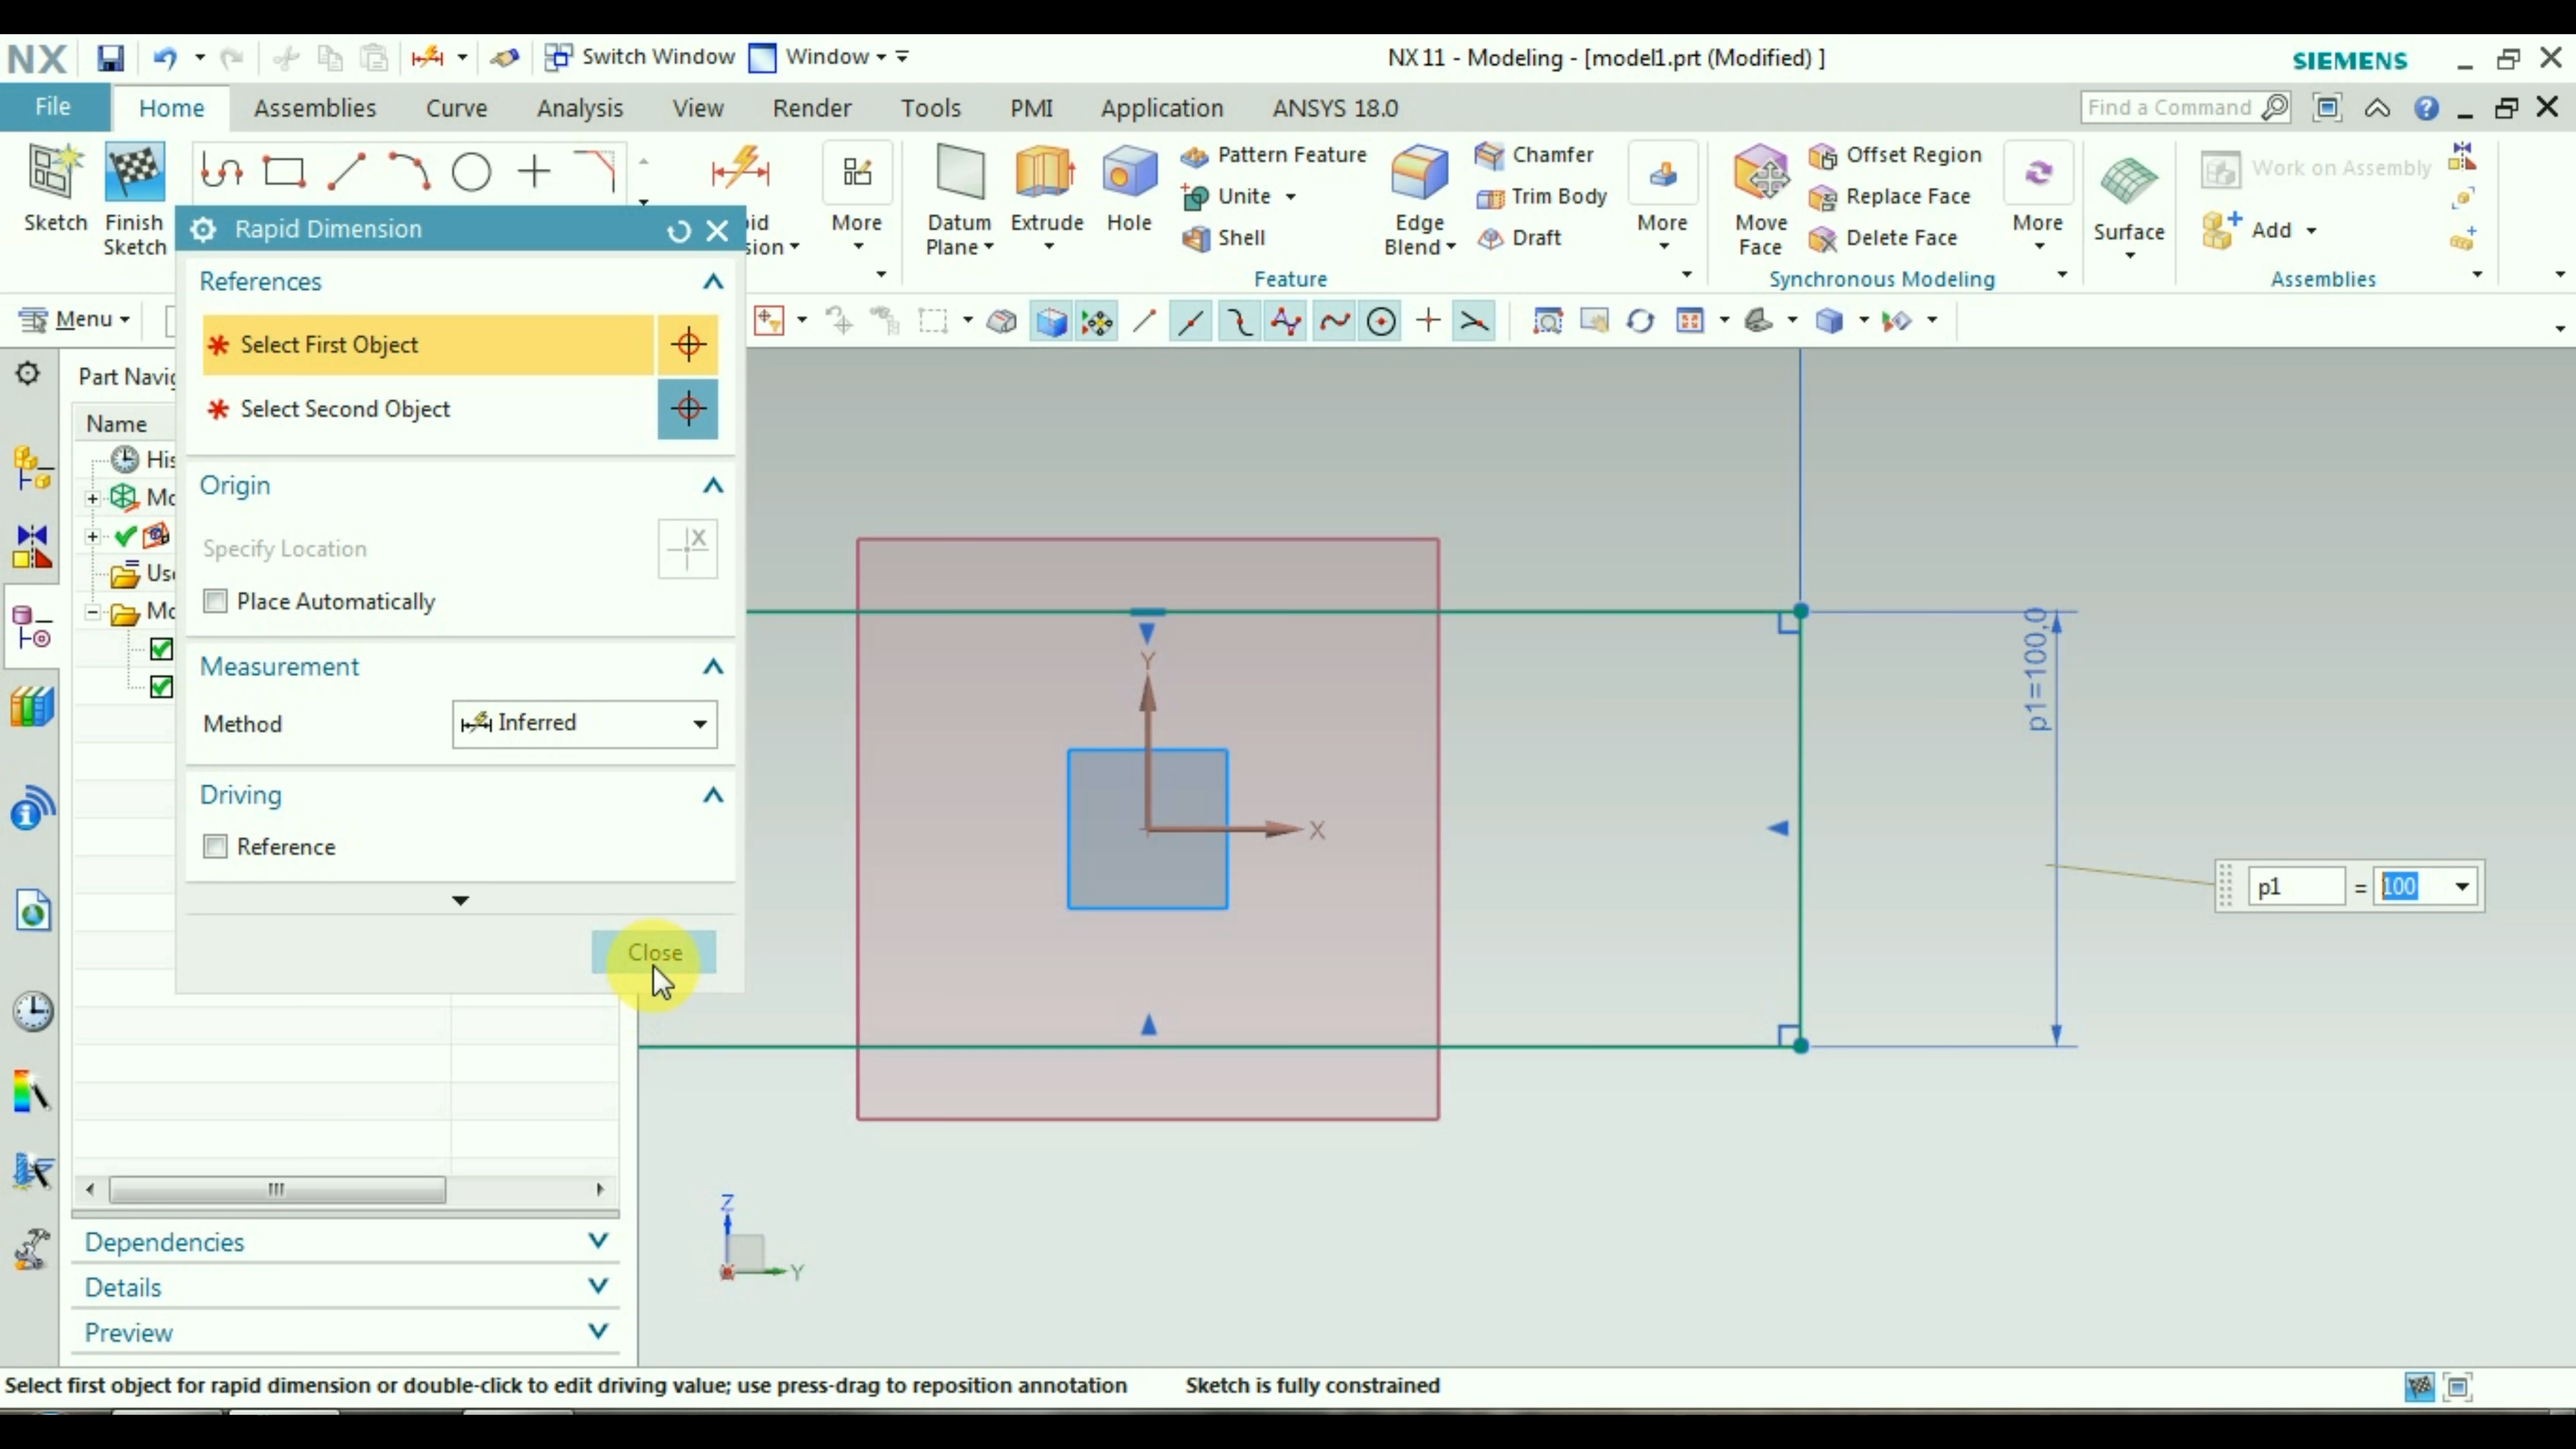 NX Switch Window Window NX 11 - Modeling - [model1.prt (Modified) ] SIEMENS
File Home Assemblies Curve Analysis View Render Tools PMI Application ANSYS 18.0 Find a Command
Sketch Finish Sketch More Datum Plane Extrude Hole Pattern Feature Unite Shell Edge Blend Chamfer Trim Body Draft More Move Face Offset Region Replace Face Delete Face More Surface Work on Assembly Add
Feature Synchronous Modeling Assemblies
Menu
Rapid Dimension
References
Select First Object
Select Second Object
Origin
Specify Location
Place Automatically
Measurement
Method Inferred
Driving
Reference
Close
Part Navig
Name
His
Mo
Use
Mo
Dependencies
Details
Preview
Y
X
p1=100,0
p1 = 100
Z
Y
Select first object for rapid dimension or double-click to edit driving value; use press-drag to reposition annotation Sketch is fully constrained